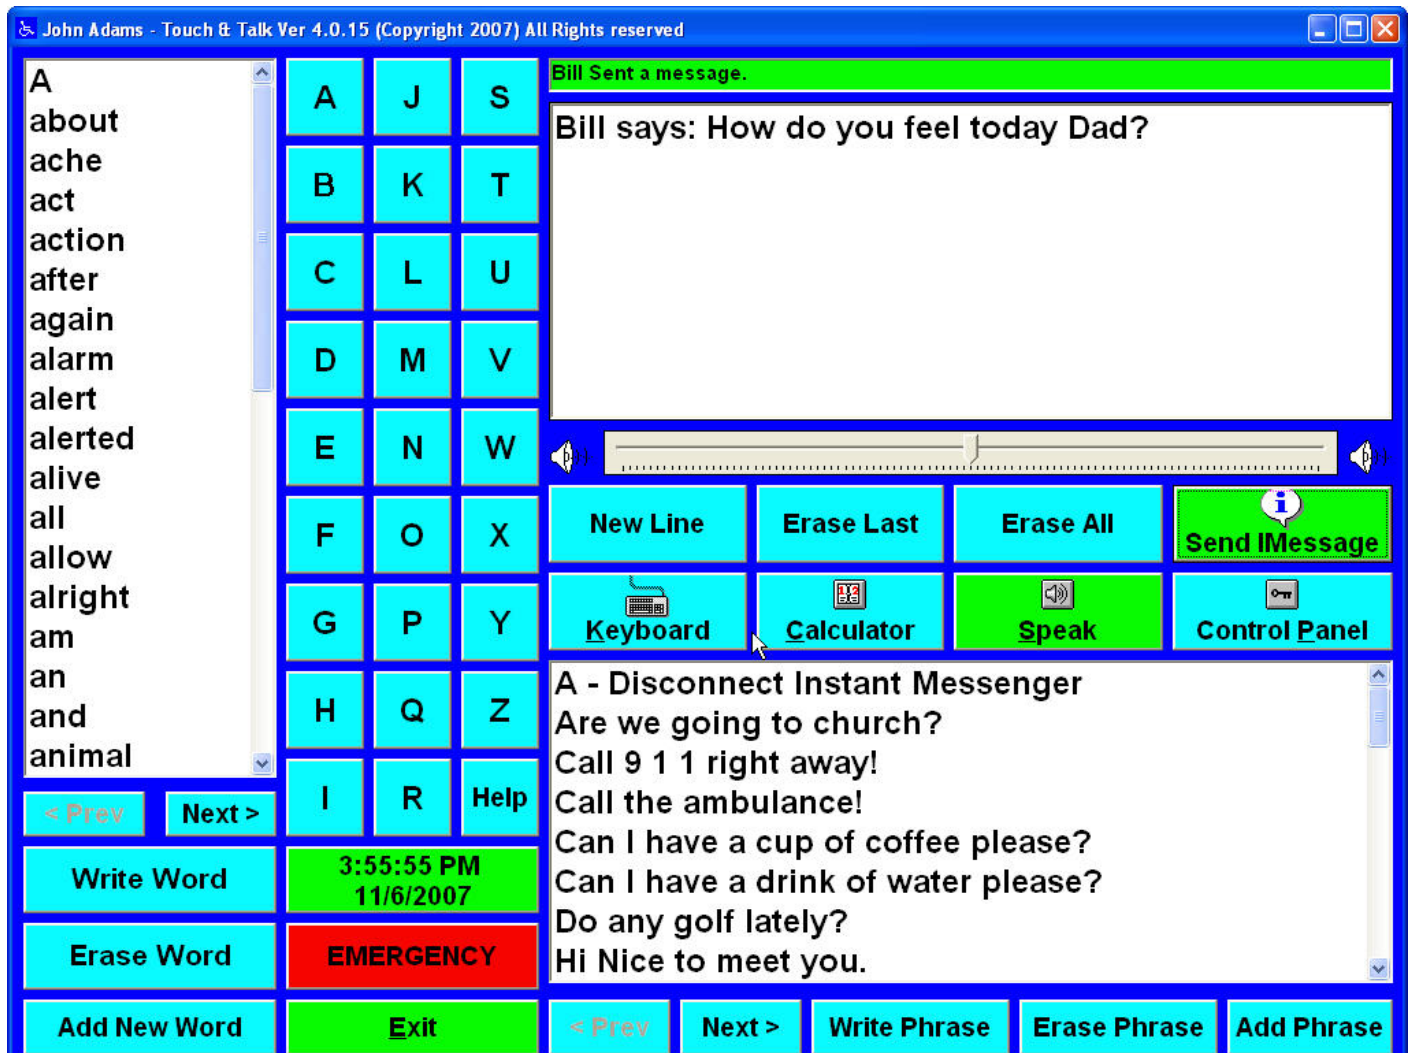 John Adams - Touch & Talk Ver 4.0.15 (Copyright 2007) All Rights reserved
A
about
ache
act
action
after
again
alarm
alert
alerted
alive
all
allow
alright
am
an
and
animal
< Prev
Next >
Write Word
Erase Word
Add New Word
A J S
B K T
C L U
D M V
E N W
F O X
G P Y
H Q Z
I R Help
3:55:55 PM
11/6/2007
EMERGENCY
Exit
Bill Sent a message.
Bill says: How do you feel today Dad?
New Line
Erase Last
Erase All
Send IMessage
Keyboard
Calculator
Speak
Control Panel
A - Disconnect Instant Messenger
Are we going to church?
Call 9 1 1 right away!
Call the ambulance!
Can I have a cup of coffee please?
Can I have a drink of water please?
Do any golf lately?
Hi Nice to meet you.
< Prev
Next >
Write Phrase
Erase Phrase
Add Phrase